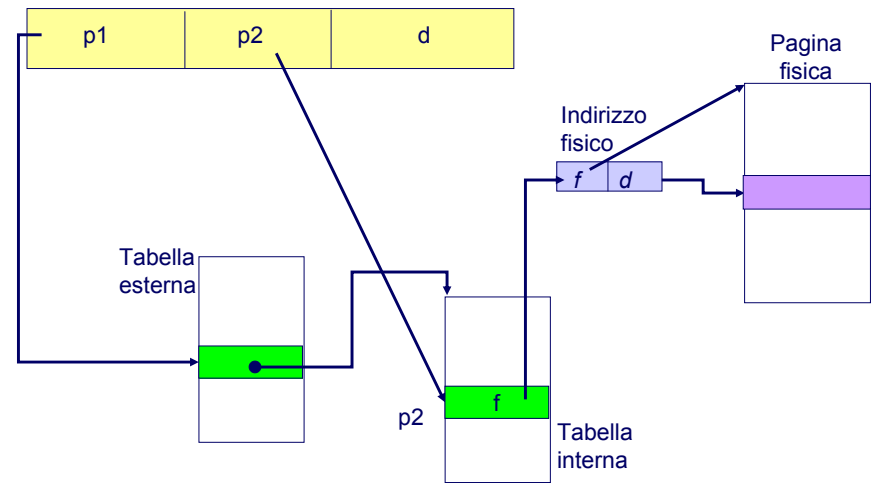 p1 p2 d
Pagina
fisica
Indirizzo
fisico
f d
Tabella
esterna
p2
f
Tabella
interna